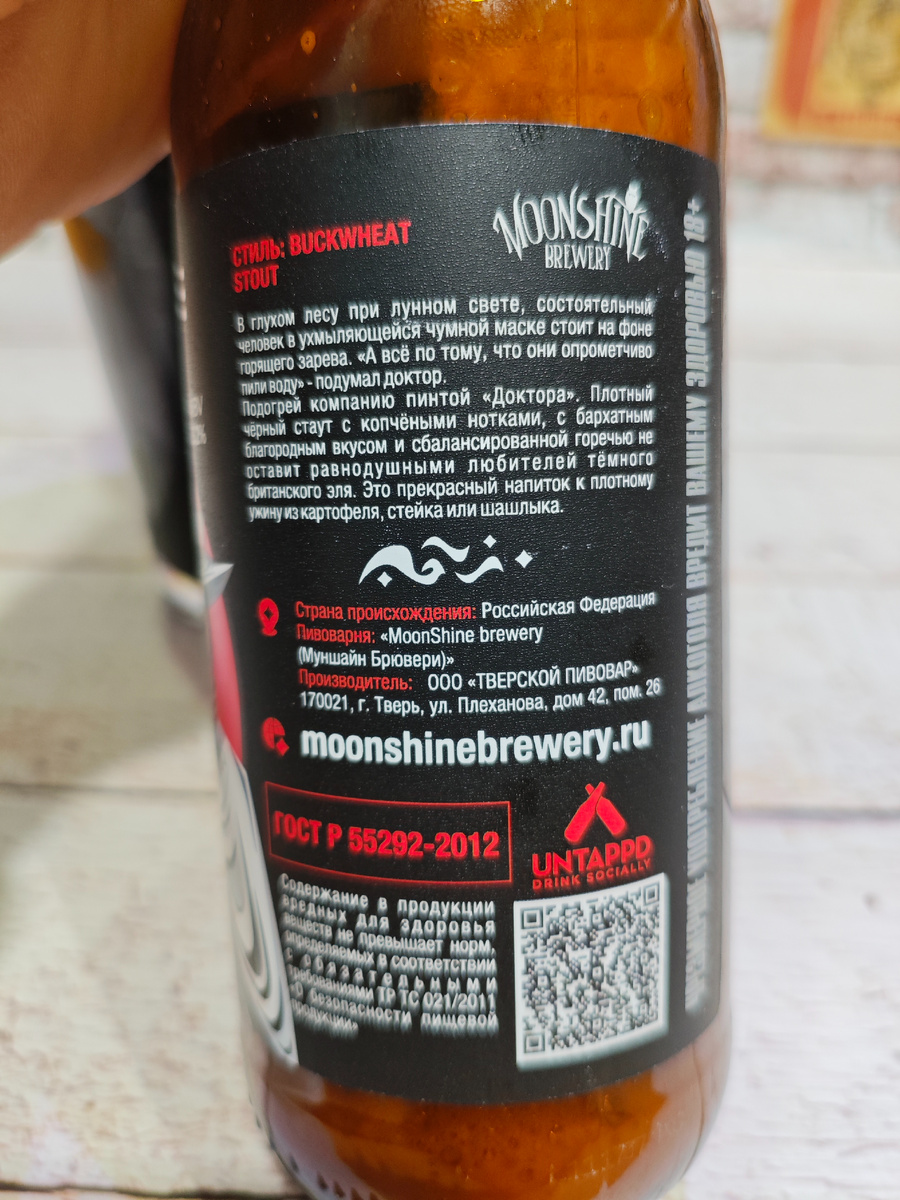 СТИЛЬ: BUCKWHEAT
STOUT
MOONSHINE
BREWERY
В глухом лесу при лунном свете, состоятельный
человек в ухмыляющейся чумной маске стоит на фоне
горящего зарева. «А всё по тому, что они опрометчиво
пили воду» - подумал доктор.
Подогрей компанию пинтой «Доктора». Плотный
чёрный стаут с копчёными нотками, с бархатным
благородным вкусом и сбалансированной горечью не
оставит равнодушными любителей тёмного
британского эля. Это прекрасный напиток к плотному
ужину из картофеля, стейка или шашлыка.
Страна происхождения: Российская Федерация
Пивоварня: «MoonShine brewery
(Муншайн Брювери)»
Производитель: ООО «ТВЕРСКОЙ ПИВОВАР»
170021, г. Тверь, ул. Плеханова, дом 42, пом. 26
moonshinebrewery.ru
ГОСТ Р 55292-2012
UNTAPPD
DRINK SOCIALLY
Содержание в продукции
вредных для здоровья
веществ не превышает норм,
определяемых в соответствии
с обязательными
требованиями ТР ТС 021/2011
«О безопасности пищевой
продукции»
ЧРЕЗМЕРНОЕ УПОТРЕБЛЕНИЕ АЛКОГОЛЯ ВРЕДИТ ВАШЕМУ ЗДОРОВЬЮ 18+